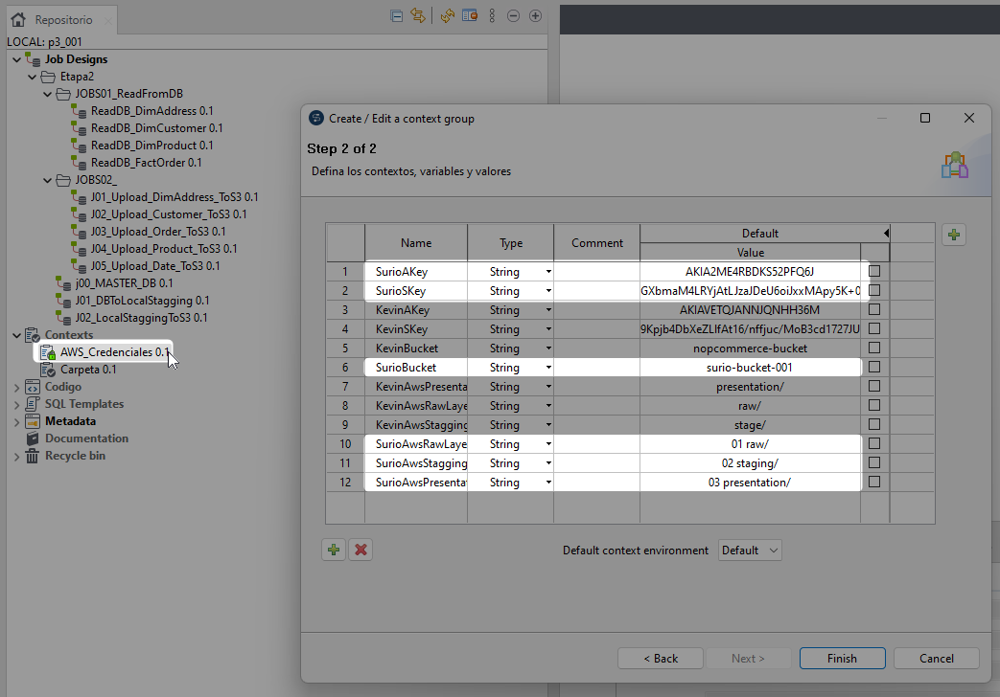 Repositorio
LOCAL: p3_001
Job Designs
Etapa2
JOBS01_ReadFromDB
ReadDB_DimAddress 0.1
ReadDB_DimCustomer 0.1
ReadDB_DimProduct 0.1
ReadDB_FactOrder 0.1
JOBS02_
J01_Upload_DimAddress_ToS3 0.1
J02_Upload_Customer_ToS3 0.1
J03_Upload_Order_ToS3 0.1
J04_Upload_Product_ToS3 0.1
J05_Upload_Date_ToS3 0.1
j00_MASTER_DB 0.1
J01_DBToLocalStagging 0.1
J02_LocalStaggingToS3 0.1
Contexts
AWS_Credenciales 0.1
Carpeta 0.1
Codigo
SQL Templates
Metadata
Documentation
Recycle bin
Create / Edit a context group
Step 2 of 2
Defina los contextos, variables y valores
Name Type Comment Default
Value
1 SurioAKey String AKIA2ME4RBDKS52PFQ6J
2 SurioSKey String
3 KevinAKey String AKIAVETQJANNJQNHH36M
4 KevinSKey String
5 KevinBucket String nopcommerce-bucket
6 SurioBucket String surio-bucket-001
7 KevinAwsPresenta String presentation/
8 KevinAwsRawLaye String raw/
9 KevinAwsStagging String stage/
10 SurioAwsRawLaye String 01 raw/
11 SurioAwsStagging String 02 staging/
12 SurioAwsPresenta String 03 presentation/
Default context environment Default
< Back Next > Finish Cancel